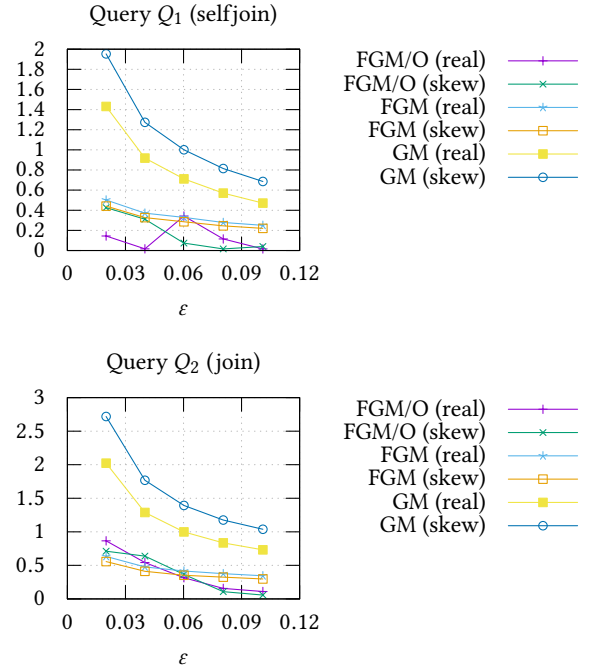 Query Q₁ (selfjoin)
2
1.8
1.6
1.4
1.2
1
0.8
0.6
0.4
0.2
0
0 0.03 0.06 0.09 0.12
ε
FGM/O (real)
FGM/O (skew)
FGM (real)
FGM (skew)
GM (real)
GM (skew)
Query Q₂ (join)
3
2.5
2
1.5
1
0.5
0
0 0.03 0.06 0.09 0.12
ε
FGM/O (real)
FGM/O (skew)
FGM (real)
FGM (skew)
GM (real)
GM (skew)